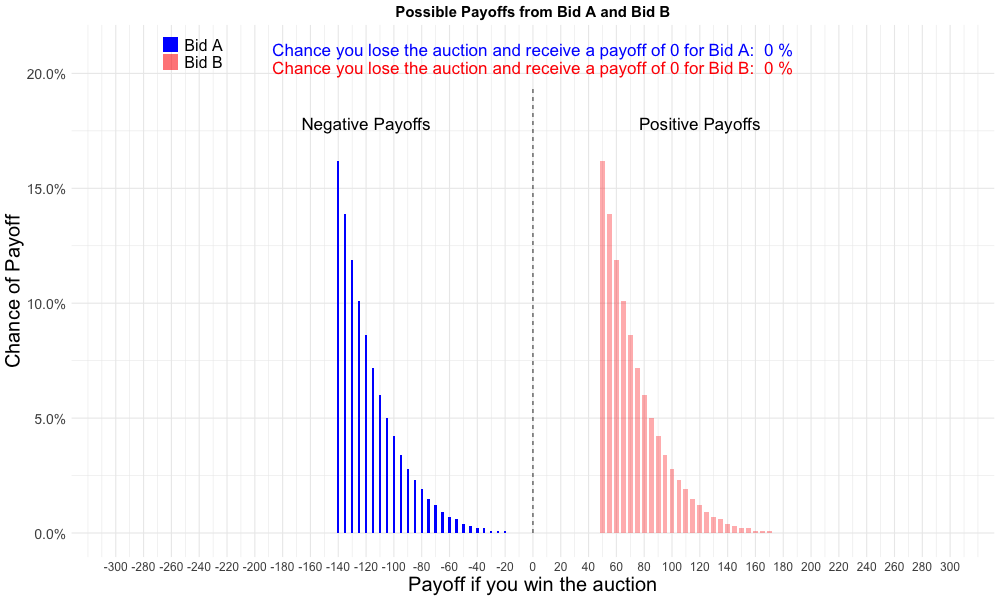 Possible Payoffs from Bid A and Bid B
Bid A
Bid B
Chance you lose the auction and receive a payoff of 0 for Bid A:  0 %
Chance you lose the auction and receive a payoff of 0 for Bid B:  0 %
Negative Payoffs
Positive Payoffs
Chance of Payoff
20.0%
15.0%
10.0%
5.0%
0.0%
-300 -280 -260 -240 -220 -200 -180 -160 -140 -120 -100 -80 -60 -40 -20 0 20 40 60 80 100 120 140 160 180 200 220 240 260 280 300
Payoff if you win the auction